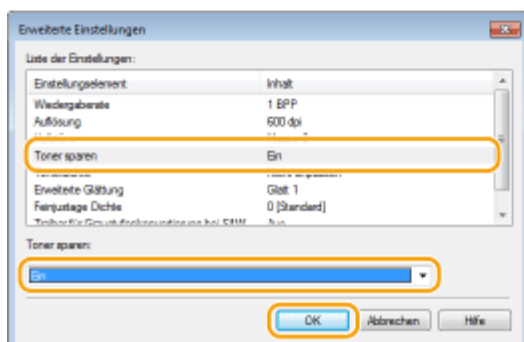 Erweiterte Einstellungen
Liste der Einstellungen:
Einstellungselement Inhalt
Wiedergaberate 1 BPP
Auflösung 600 dpi
Toner sparen Ein
Erweiterte Glättung Glatt 1
Feinjustage Dichte 0 [Standard]
Toner sparen:
Ein
OK Abbrechen Hilfe